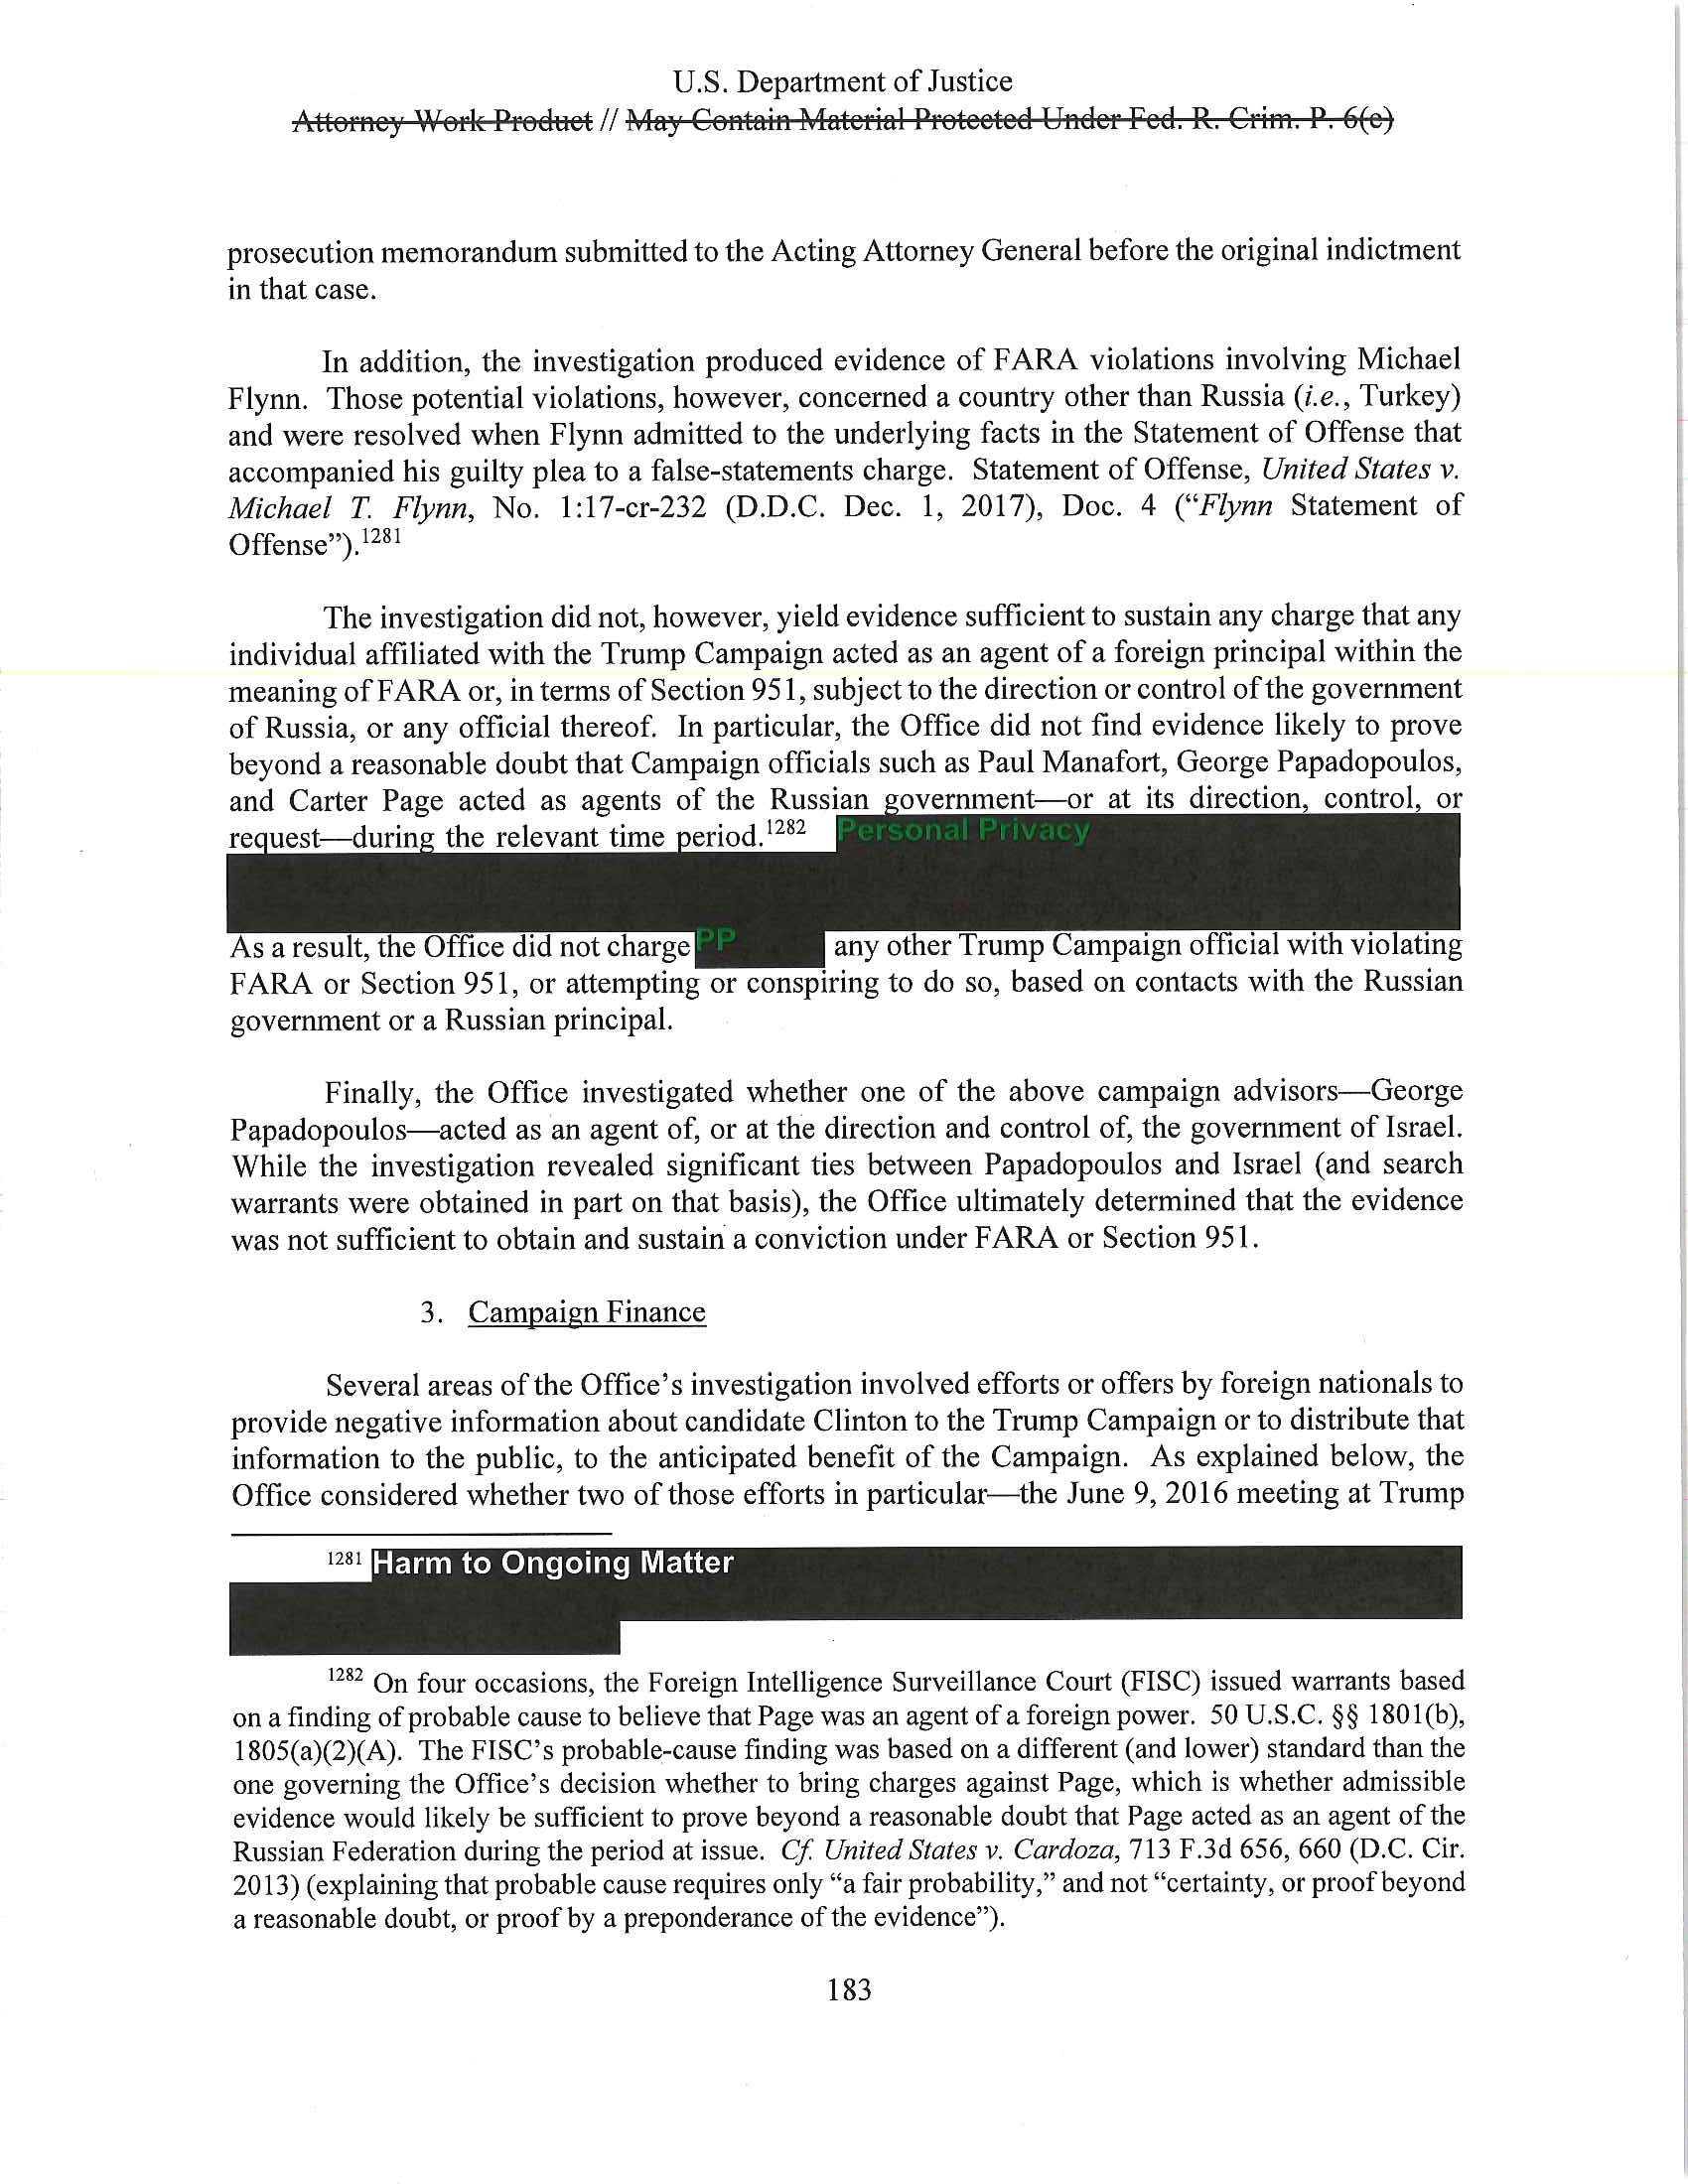 U.S. Department of Justice
Attorney Work Product // May Contain Material Protected Under Fed. R. Crim. P. 6(e)
prosecution memorandum submitted to the Acting Attorney General before the original indictment
in that case.
In addition, the investigation produced evidence of FARA violations involving Michael
Flynn. Those potential violations, however, concerned a country other than Russia (i.e., Turkey)
and were resolved when Flynn admitted to the underlying facts in the Statement of Offense that
accompanied his guilty plea to a false-statements charge. Statement of Offense, United States v.
Michael T. Flynn, No. 1:17-cr-232 (D.D.C. Dec. 1, 2017), Doc. 4 (“Flynn Statement of
Offense”).1281
The investigation did not, however, yield evidence sufficient to sustain any charge that any
individual affiliated with the Trump Campaign acted as an agent of a foreign principal within the
meaning of FARA or, in terms of Section 951, subject to the direction or control of the government
of Russia, or any official thereof. In particular, the Office did not find evidence likely to prove
beyond a reasonable doubt that Campaign officials such as Paul Manafort, George Papadopoulos,
and Carter Page acted as agents of the Russian government—or at its direction, control, or
request—during the relevant time period.1282 Personal Privacy
As a result, the Office did not charge PP any other Trump Campaign official with violating
FARA or Section 951, or attempting or conspiring to do so, based on contacts with the Russian
government or a Russian principal.
Finally, the Office investigated whether one of the above campaign advisors—George
Papadopoulos—acted as an agent of, or at the direction and control of, the government of Israel.
While the investigation revealed significant ties between Papadopoulos and Israel (and search
warrants were obtained in part on that basis), the Office ultimately determined that the evidence
was not sufficient to obtain and sustain a conviction under FARA or Section 951.
3. Campaign Finance
Several areas of the Office’s investigation involved efforts or offers by foreign nationals to
provide negative information about candidate Clinton to the Trump Campaign or to distribute that
information to the public, to the anticipated benefit of the Campaign. As explained below, the
Office considered whether two of those efforts in particular—the June 9, 2016 meeting at Trump
1281 Harm to Ongoing Matter
1282 On four occasions, the Foreign Intelligence Surveillance Court (FISC) issued warrants based
on a finding of probable cause to believe that Page was an agent of a foreign power. 50 U.S.C. §§ 1801(b),
1805(a)(2)(A). The FISC’s probable-cause finding was based on a different (and lower) standard than the
one governing the Office’s decision whether to bring charges against Page, which is whether admissible
evidence would likely be sufficient to prove beyond a reasonable doubt that Page acted as an agent of the
Russian Federation during the period at issue. Cf. United States v. Cardoza, 713 F.3d 656, 660 (D.C. Cir.
2013) (explaining that probable cause requires only “a fair probability,” and not “certainty, or proof beyond
a reasonable doubt, or proof by a preponderance of the evidence”).
183